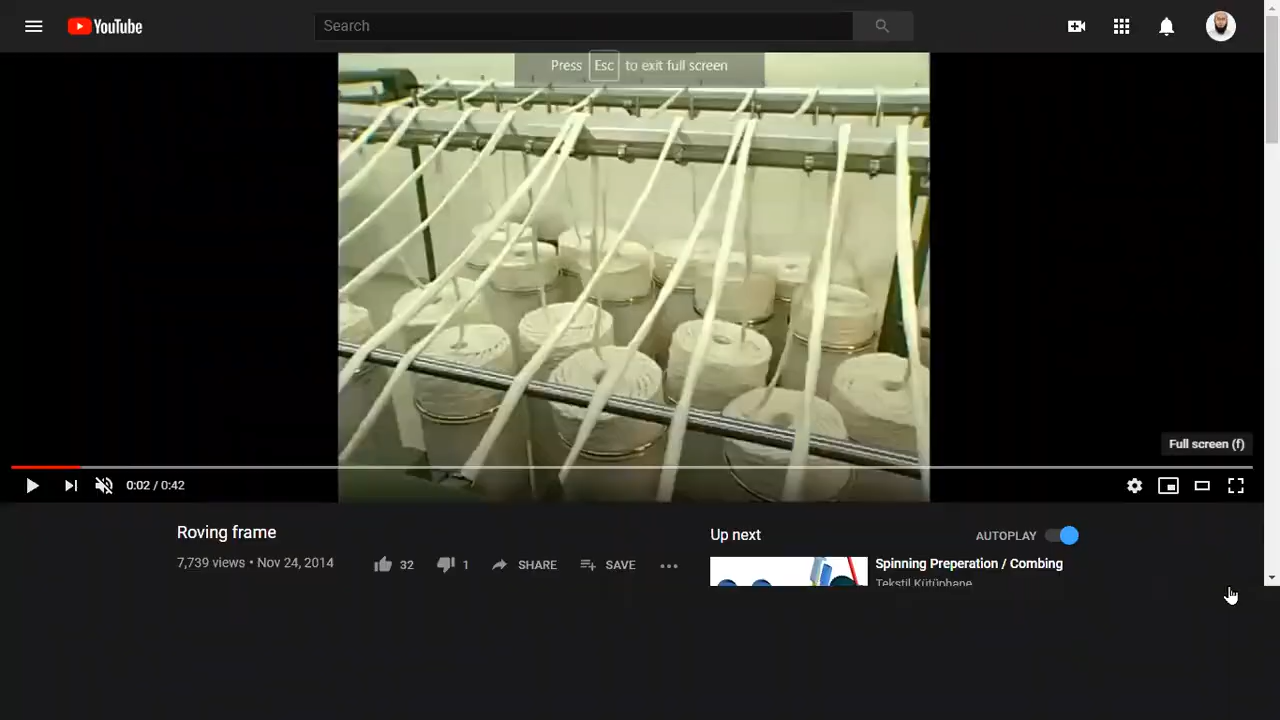 YouTube
Search
Press Esc to exit full screen
Full screen (f)
0:02 / 0:42
Roving frame
7,739 views • Nov 24, 2014
32
1
SHARE
SAVE
Up next
AUTOPLAY
Spinning Preperation / Combing
Tekstil Kütüphane